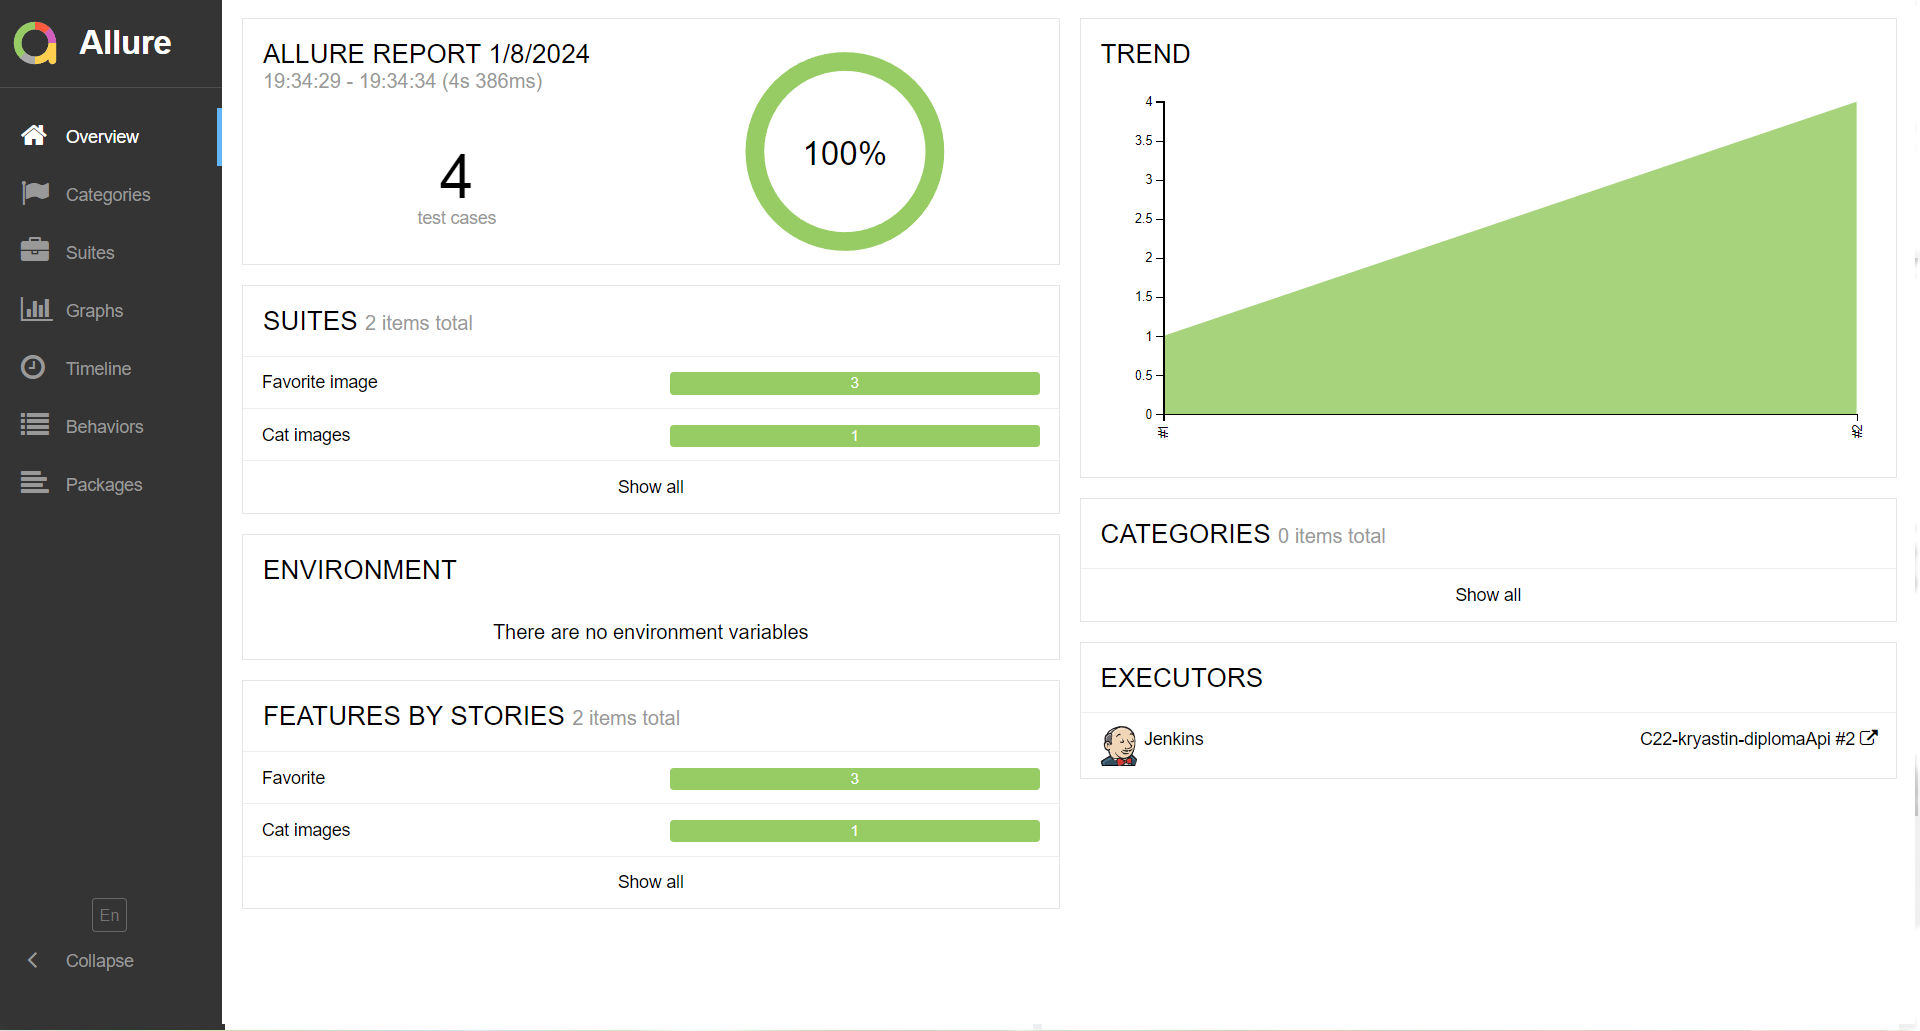 Allure
Overview
Categories
Suites
Graphs
Timeline
Behaviors
Packages
En
Collapse
ALLURE REPORT 1/8/2024
19:34:29 - 19:34:34 (4s 386ms)
4
test cases
100%
SUITES 2 items total
Favorite image 3
Cat images 1
Show all
ENVIRONMENT
There are no environment variables
FEATURES BY STORIES 2 items total
Favorite 3
Cat images 1
Show all
TREND
4
3.5
3
2.5
2
1.5
1
0.5
0
#1
#2
CATEGORIES 0 items total
Show all
EXECUTORS
Jenkins C22-kryastin-diplomaApi #2